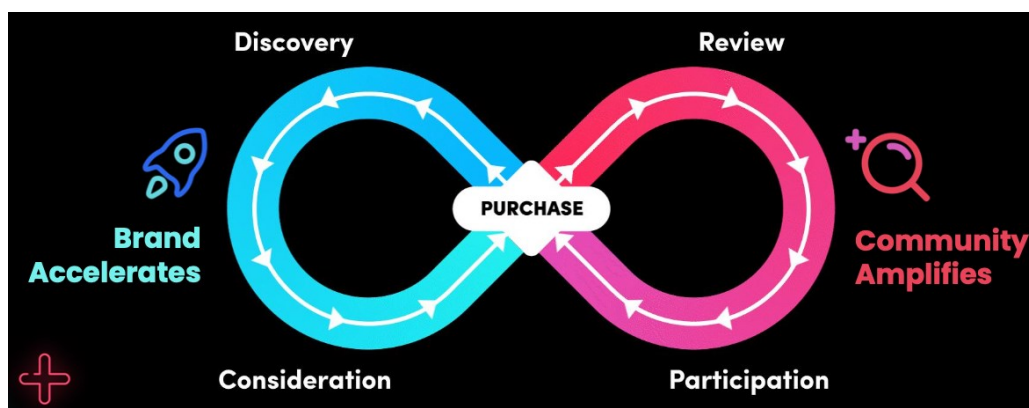 Discovery
Review
PURCHASE
Brand
Accelerates
Community
Amplifies
Consideration
Participation